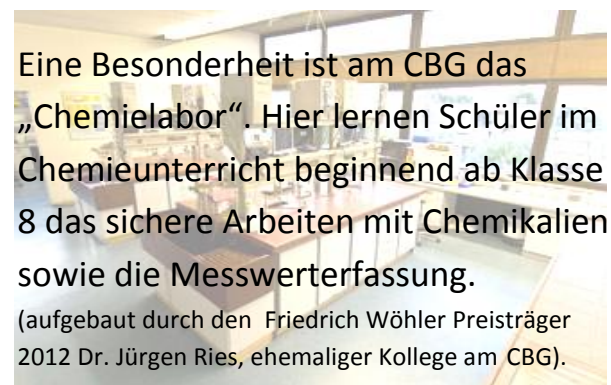 Eine Besonderheit ist am CBG das
„Chemielabor“. Hier lernen Schüler im
Chemieunterricht beginnend ab Klasse
8 das sichere Arbeiten mit Chemikalien
sowie die Messwerterfassung.
(aufgebaut durch den Friedrich Wöhler Preisträger
2012 Dr. Jürgen Ries, ehemaliger Kollege am CBG).